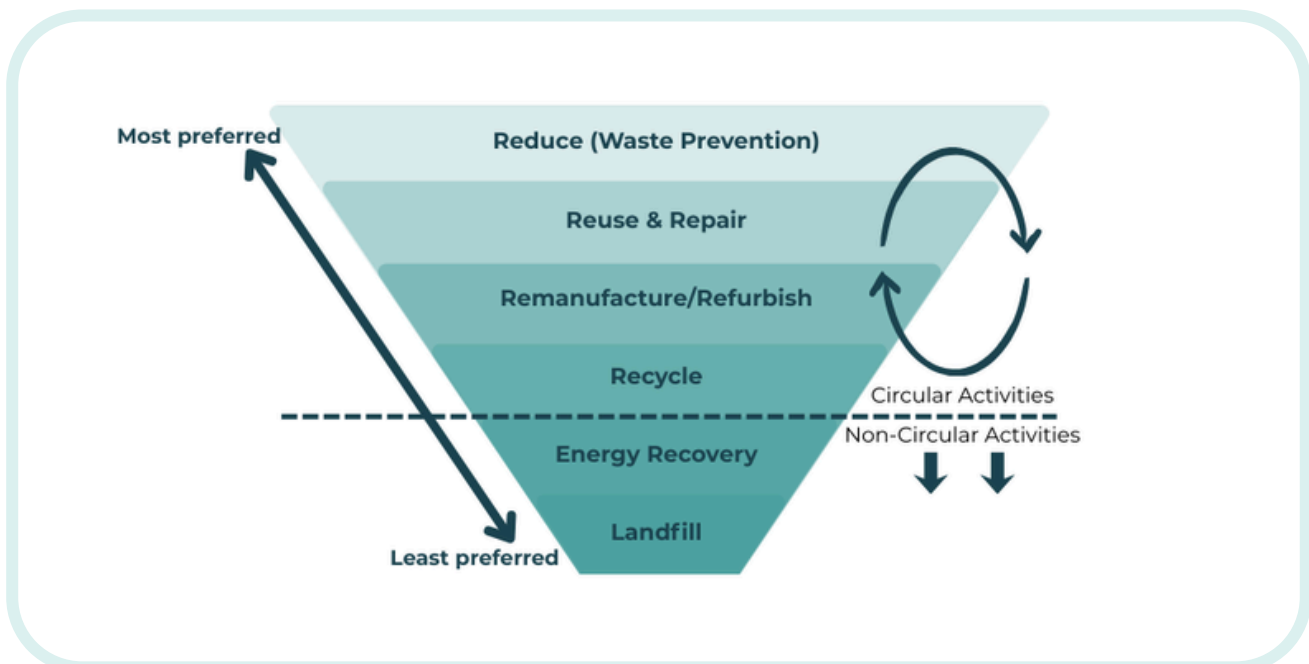 Most preferred
Reduce (Waste Prevention)
Reuse & Repair
Remanufacture/Refurbish
Recycle
Circular Activities
Non-Circular Activities
Energy Recovery
Landfill
Least preferred